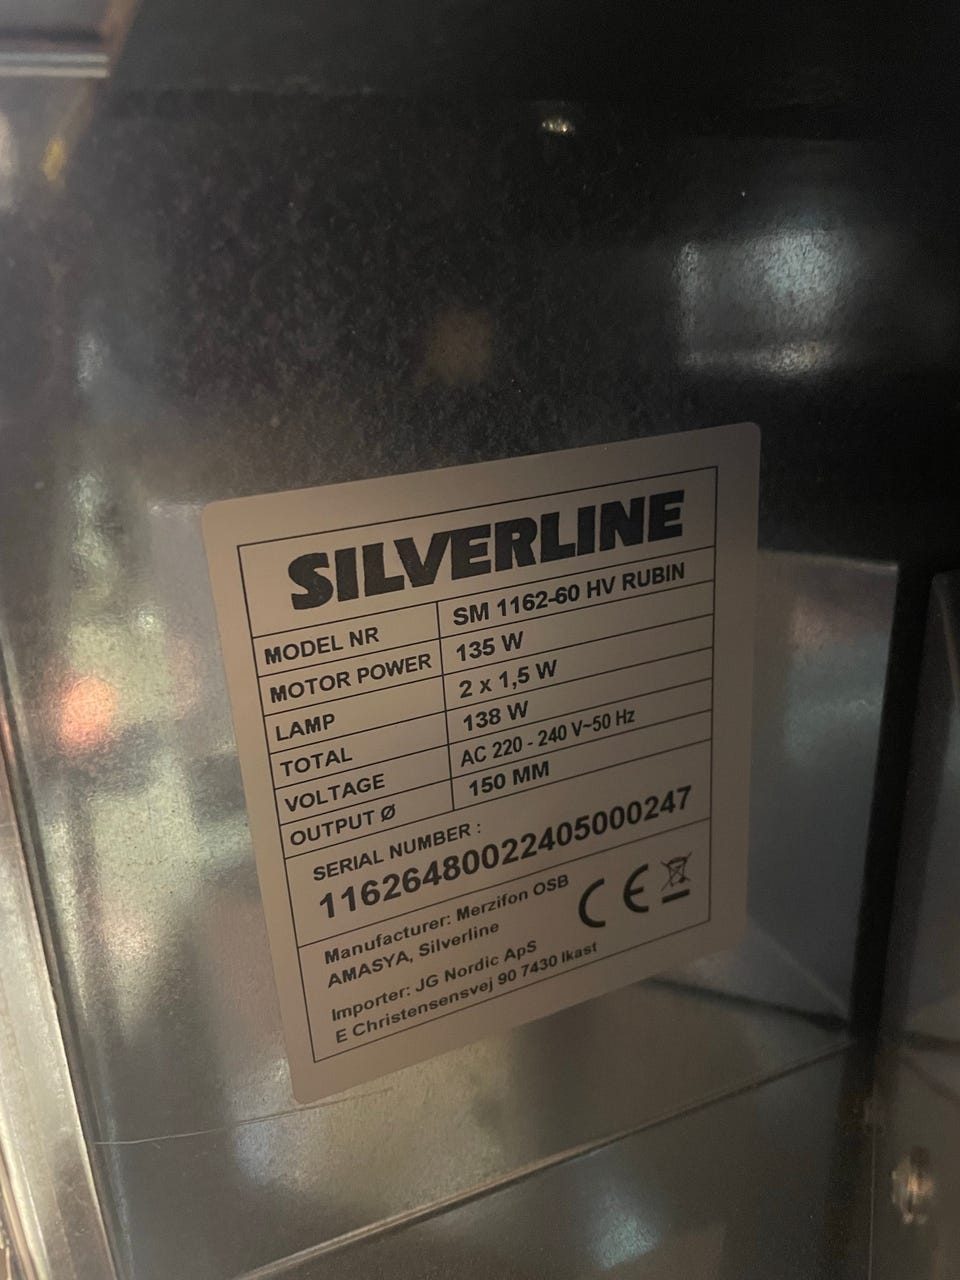 SILVERLINE
MODEL NR SM 1162-60 HV RUBIN
MOTOR POWER 135 W
LAMP 2 x 1,5 W
TOTAL 138 W
VOLTAGE AC 220 - 240 V~50 Hz
OUTPUT Ø 150 MM
SERIAL NUMBER :
1162648002240500024​7
Manufacturer: Merzifon OSB
AMASYA, Silverline
CE
Importer: JG Nordic ApS
E Christensensvej 90 7430 Ikast